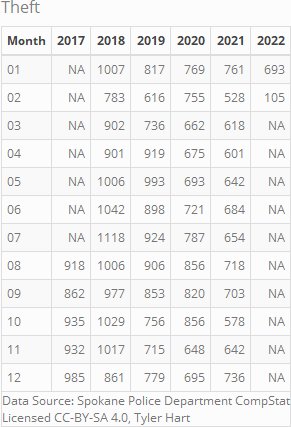 Theft
Month 2017 2018 2019 2020 2021 2022
01 NA 1007 817 769 761 693
02 NA 783 616 755 528 105
03 NA 902 736 662 618 NA
04 NA 901 919 675 601 NA
05 NA 1006 993 693 642 NA
06 NA 1042 898 721 684 NA
07 NA 1118 924 787 654 NA
08 918 1006 906 856 718 NA
09 862 977 853 820 703 NA
10 935 1029 756 856 578 NA
11 932 1017 715 648 642 NA
12 985 861 779 695 736 NA
Data Source: Spokane Police Department CompStat
Licensed CC-BY-SA 4.0, Tyler Hart